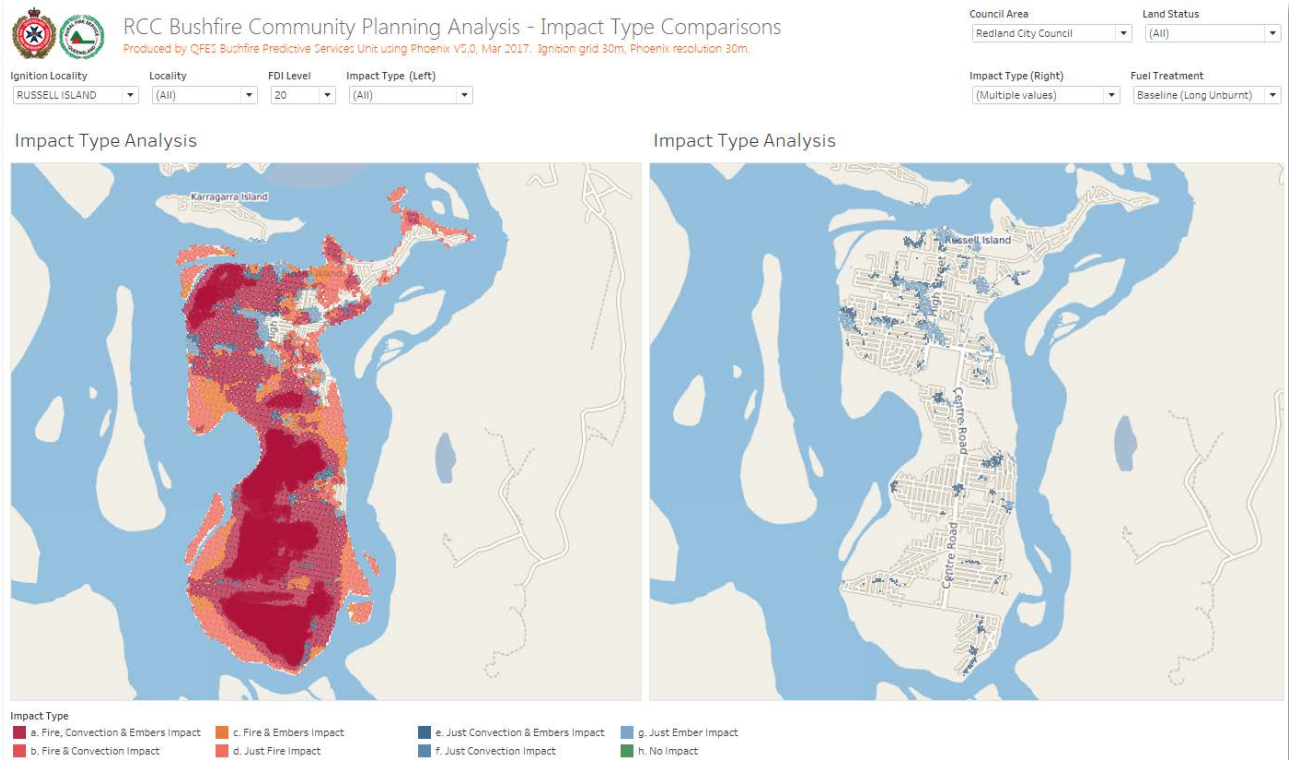 RCC Bushfire Community Planning Analysis - Impact Type Comparisons
Produced by QFES Bushfire Predictive Services Unit using Phoenix V5.0, Mar 2017. Ignition grid 30m, Phoenix resolution 30m.
Council Area
Land Status
Redland City Council
(All)
Ignition Locality
Locality
FDI Level
Impact Type (Left)
Impact Type (Right)
Fuel Treatment
RUSSELL ISLAND
(All)
20
(All)
(Multiple values)
Baseline (Long Unburnt)
Impact Type Analysis
Impact Type Analysis
Karragarra Island
Russell Island
High Street
Centre Road
Centre Road
Impact Type
a. Fire, Convection & Embers Impact
c. Fire & Embers Impact
e. Just Convection & Embers Impact
g. Just Ember Impact
b. Fire & Convection Impact
d. Just Fire Impact
f. Just Convection Impact
h. No Impact